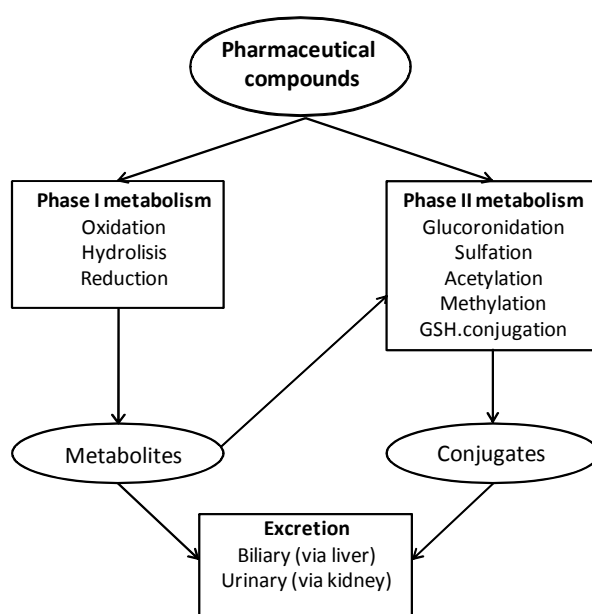 Pharmaceutical
compounds
Phase I metabolism
Oxidation
Hydrolisis
Reduction
Phase II metabolism
Glucoronidation
Sulfation
Acetylation
Methylation
GSH.conjugation
Metabolites
Conjugates
Excretion
Biliary (via liver)
Urinary (via kidney)